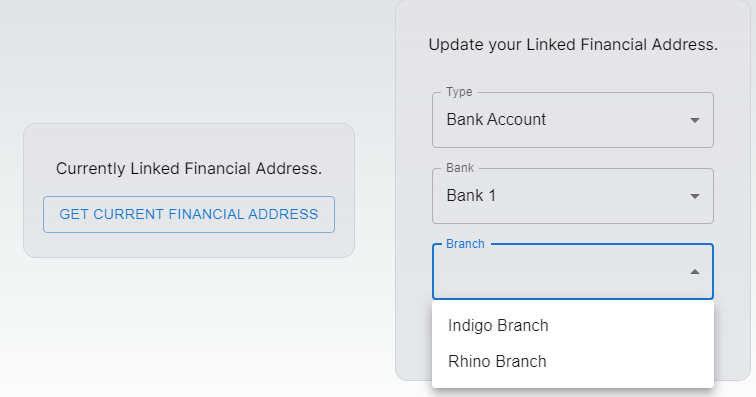 Currently Linked Financial Address.
GET CURRENT FINANCIAL ADDRESS
Update your Linked Financial Address.
Type
Bank Account
Bank
Bank 1
Branch
Indigo Branch
Rhino Branch